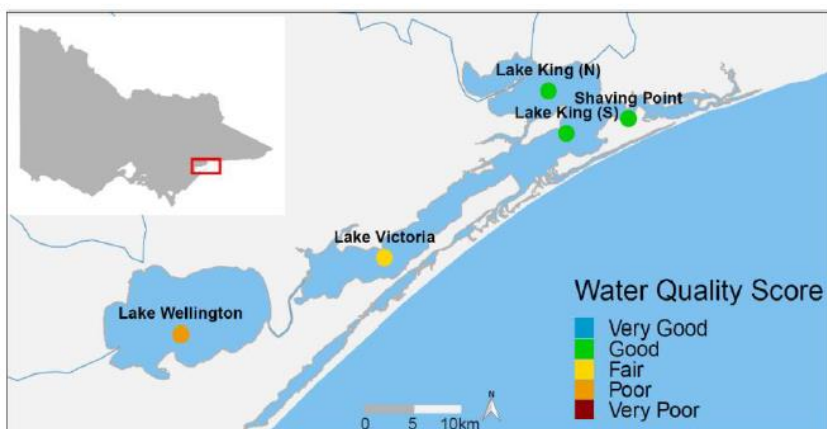 Lake King (N)
Shaving Point
Lake King (S)
Lake Victoria
Lake Wellington
Water Quality Score
Very Good
Good
Fair
Poor
Very Poor
N
0 5 10km